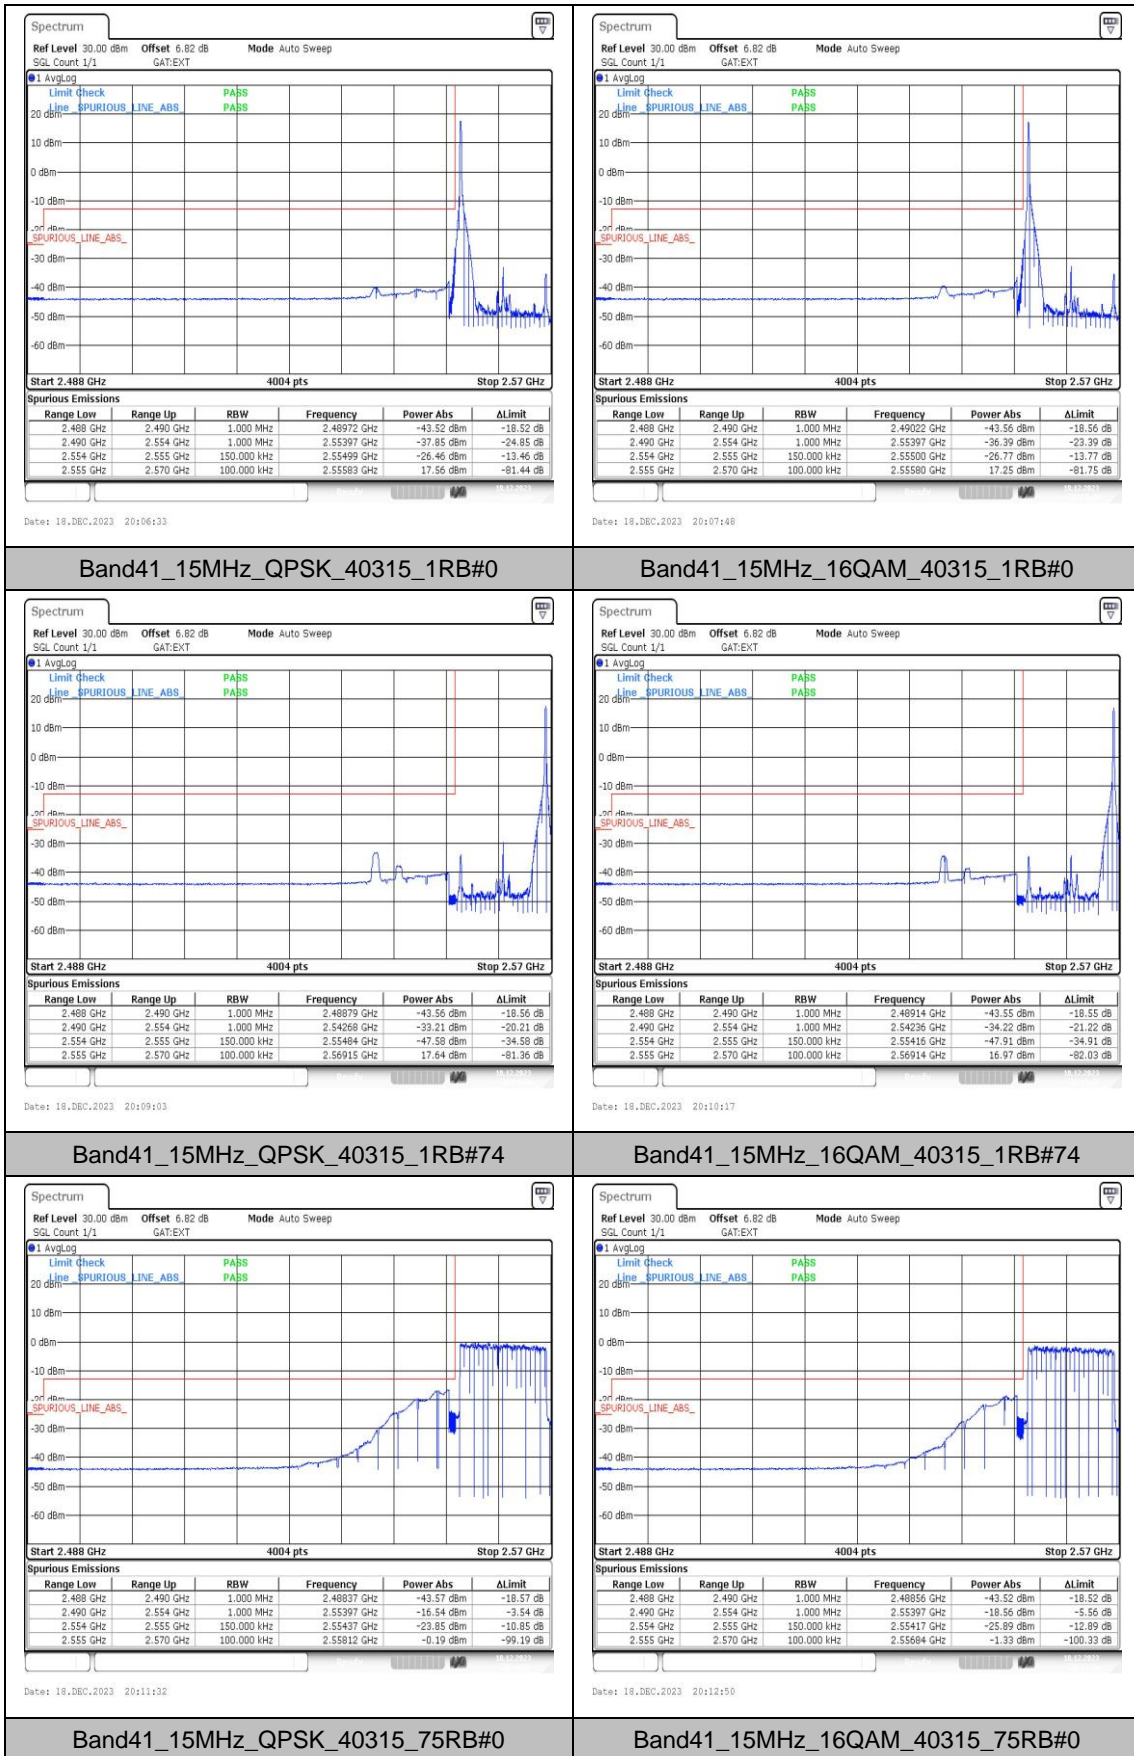 Spectrum
Ref Level 30.00 dBm Offset 6.82 dB Mode Auto Sweep
SGL Count 1/1 GAT:EXT
1 AvgLog
Limit Check PASS
Line _SPURIOUS_LINE_ABS_ PASS
20 dBm
10 dBm
0 dBm
-10 dBm
-20 dBm
_SPURIOUS_LINE_ABS_
-30 dBm
-40 dBm
-50 dBm
-60 dBm
Start 2.488 GHz 4004 pts Stop 2.57 GHz
Spurious Emissions
Range Low Range Up RBW Frequency Power Abs ΔLimit
2.488 GHz 2.490 GHz 1.000 MHz 2.48972 GHz -43.52 dBm -18.52 dB
2.490 GHz 2.554 GHz 1.000 MHz 2.55397 GHz -37.85 dBm -24.85 dB
2.554 GHz 2.555 GHz 150.000 kHz 2.55499 GHz -26.46 dBm -13.46 dB
2.555 GHz 2.570 GHz 100.000 kHz 2.55583 GHz 17.56 dBm -81.44 dB
Date: 18.DEC.2023 20:06:33
Band41_15MHz_QPSK_40315_1RB#0
Spectrum
Ref Level 30.00 dBm Offset 6.82 dB Mode Auto Sweep
SGL Count 1/1 GAT:EXT
1 AvgLog
Limit Check PASS
Line _SPURIOUS_LINE_ABS_ PASS
20 dBm
10 dBm
0 dBm
-10 dBm
-20 dBm
_SPURIOUS_LINE_ABS_
-30 dBm
-40 dBm
-50 dBm
-60 dBm
Start 2.488 GHz 4004 pts Stop 2.57 GHz
Spurious Emissions
Range Low Range Up RBW Frequency Power Abs ΔLimit
2.488 GHz 2.490 GHz 1.000 MHz 2.49022 GHz -43.56 dBm -18.56 dB
2.490 GHz 2.554 GHz 1.000 MHz 2.55397 GHz -36.39 dBm -23.39 dB
2.554 GHz 2.555 GHz 150.000 kHz 2.55500 GHz -26.77 dBm -13.77 dB
2.555 GHz 2.570 GHz 100.000 kHz 2.55580 GHz 17.25 dBm -81.75 dB
Date: 18.DEC.2023 20:07:48
Band41_15MHz_16QAM_40315_1RB#0
Spectrum
Ref Level 30.00 dBm Offset 6.82 dB Mode Auto Sweep
SGL Count 1/1 GAT:EXT
1 AvgLog
Limit Check PASS
Line _SPURIOUS_LINE_ABS_ PASS
20 dBm
10 dBm
0 dBm
-10 dBm
-20 dBm
_SPURIOUS_LINE_ABS_
-30 dBm
-40 dBm
-50 dBm
-60 dBm
Start 2.488 GHz 4004 pts Stop 2.57 GHz
Spurious Emissions
Range Low Range Up RBW Frequency Power Abs ΔLimit
2.488 GHz 2.490 GHz 1.000 MHz 2.48879 GHz -43.56 dBm -18.56 dB
2.490 GHz 2.554 GHz 1.000 MHz 2.54268 GHz -33.21 dBm -20.21 dB
2.554 GHz 2.555 GHz 150.000 kHz 2.55484 GHz -47.58 dBm -34.58 dB
2.555 GHz 2.570 GHz 100.000 kHz 2.56915 GHz 17.64 dBm -81.36 dB
Date: 18.DEC.2023 20:09:03
Band41_15MHz_QPSK_40315_1RB#74
Spectrum
Ref Level 30.00 dBm Offset 6.82 dB Mode Auto Sweep
SGL Count 1/1 GAT:EXT
1 AvgLog
Limit Check PASS
Line _SPURIOUS_LINE_ABS_ PASS
20 dBm
10 dBm
0 dBm
-10 dBm
-20 dBm
_SPURIOUS_LINE_ABS_
-30 dBm
-40 dBm
-50 dBm
-60 dBm
Start 2.488 GHz 4004 pts Stop 2.57 GHz
Spurious Emissions
Range Low Range Up RBW Frequency Power Abs ΔLimit
2.488 GHz 2.490 GHz 1.000 MHz 2.48914 GHz -43.55 dBm -18.55 dB
2.490 GHz 2.554 GHz 1.000 MHz 2.54236 GHz -34.22 dBm -21.22 dB
2.554 GHz 2.555 GHz 150.000 kHz 2.55416 GHz -47.91 dBm -34.91 dB
2.555 GHz 2.570 GHz 100.000 kHz 2.56914 GHz 16.97 dBm -82.03 dB
Date: 18.DEC.2023 20:10:17
Band41_15MHz_16QAM_40315_1RB#74
Spectrum
Ref Level 30.00 dBm Offset 6.82 dB Mode Auto Sweep
SGL Count 1/1 GAT:EXT
1 AvgLog
Limit Check PASS
Line _SPURIOUS_LINE_ABS_ PASS
20 dBm
10 dBm
0 dBm
-10 dBm
-20 dBm
_SPURIOUS_LINE_ABS_
-30 dBm
-40 dBm
-50 dBm
-60 dBm
Start 2.488 GHz 4004 pts Stop 2.57 GHz
Spurious Emissions
Range Low Range Up RBW Frequency Power Abs ΔLimit
2.488 GHz 2.490 GHz 1.000 MHz 2.48837 GHz -43.57 dBm -18.57 dB
2.490 GHz 2.554 GHz 1.000 MHz 2.55397 GHz -16.54 dBm -3.54 dB
2.554 GHz 2.555 GHz 150.000 kHz 2.55437 GHz -23.85 dBm -10.85 dB
2.555 GHz 2.570 GHz 100.000 kHz 2.55812 GHz -0.19 dBm -99.19 dB
Date: 18.DEC.2023 20:11:32
Band41_15MHz_QPSK_40315_75RB#0
Spectrum
Ref Level 30.00 dBm Offset 6.82 dB Mode Auto Sweep
SGL Count 1/1 GAT:EXT
1 AvgLog
Limit Check PASS
Line _SPURIOUS_LINE_ABS_ PASS
20 dBm
10 dBm
0 dBm
-10 dBm
-20 dBm
_SPURIOUS_LINE_ABS_
-30 dBm
-40 dBm
-50 dBm
-60 dBm
Start 2.488 GHz 4004 pts Stop 2.57 GHz
Spurious Emissions
Range Low Range Up RBW Frequency Power Abs ΔLimit
2.488 GHz 2.490 GHz 1.000 MHz 2.48856 GHz -43.52 dBm -18.52 dB
2.490 GHz 2.554 GHz 1.000 MHz 2.55397 GHz -18.56 dBm -5.56 dB
2.554 GHz 2.555 GHz 150.000 kHz 2.55417 GHz -25.89 dBm -12.89 dB
2.555 GHz 2.570 GHz 100.000 kHz 2.55684 GHz -1.33 dBm -100.33 dB
Date: 18.DEC.2023 20:12:50
Band41_15MHz_16QAM_40315_75RB#0